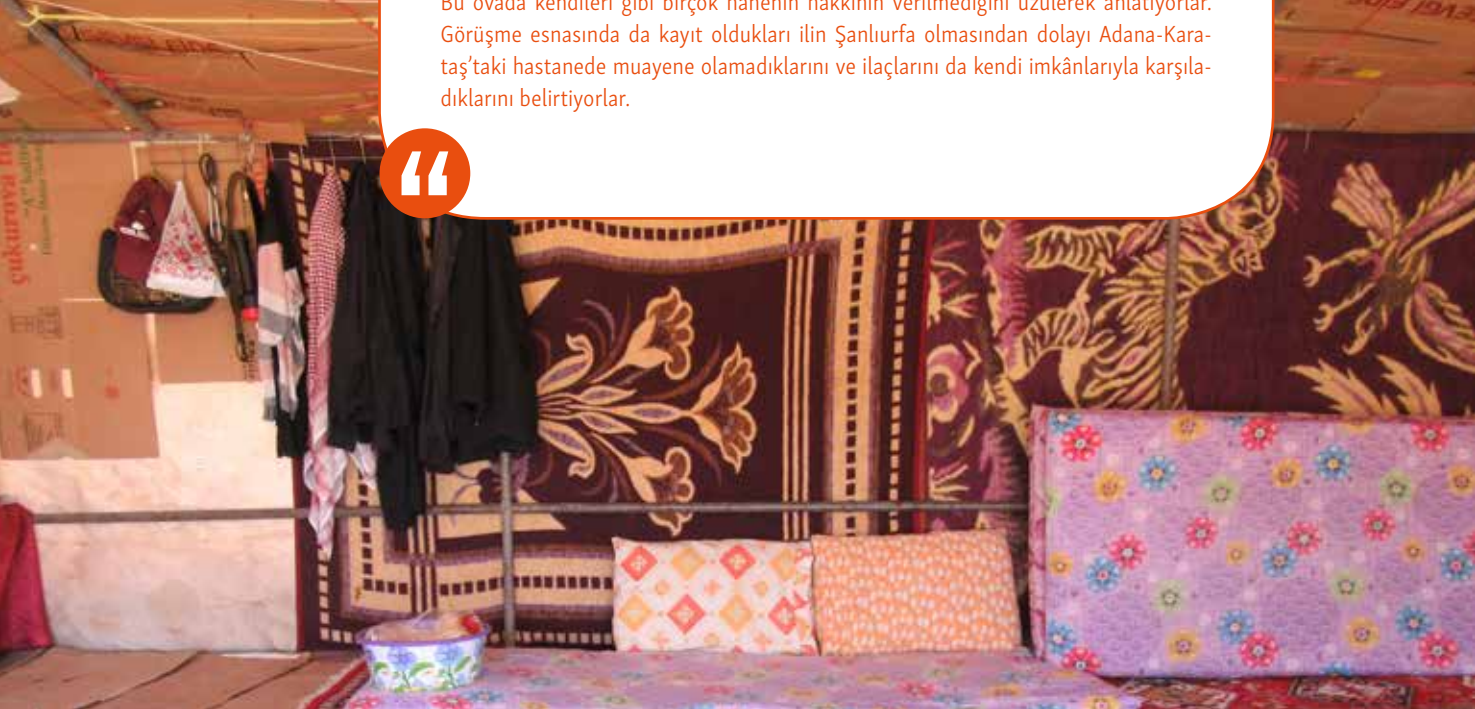 Bu ovada kendileri gibi birçok hanenin hakkının verilmediğini üzülerek anlatıyorlar.
Görüşme esnasında da kayıt oldukları ilin Şanlıurfa olmasından dolayı Adana-Kara-
taş’taki hastanede muayene olamadıklarını ve ilaçlarını da kendi imkânlarıyla karşıla-
dıklarını belirtiyorlar.
“